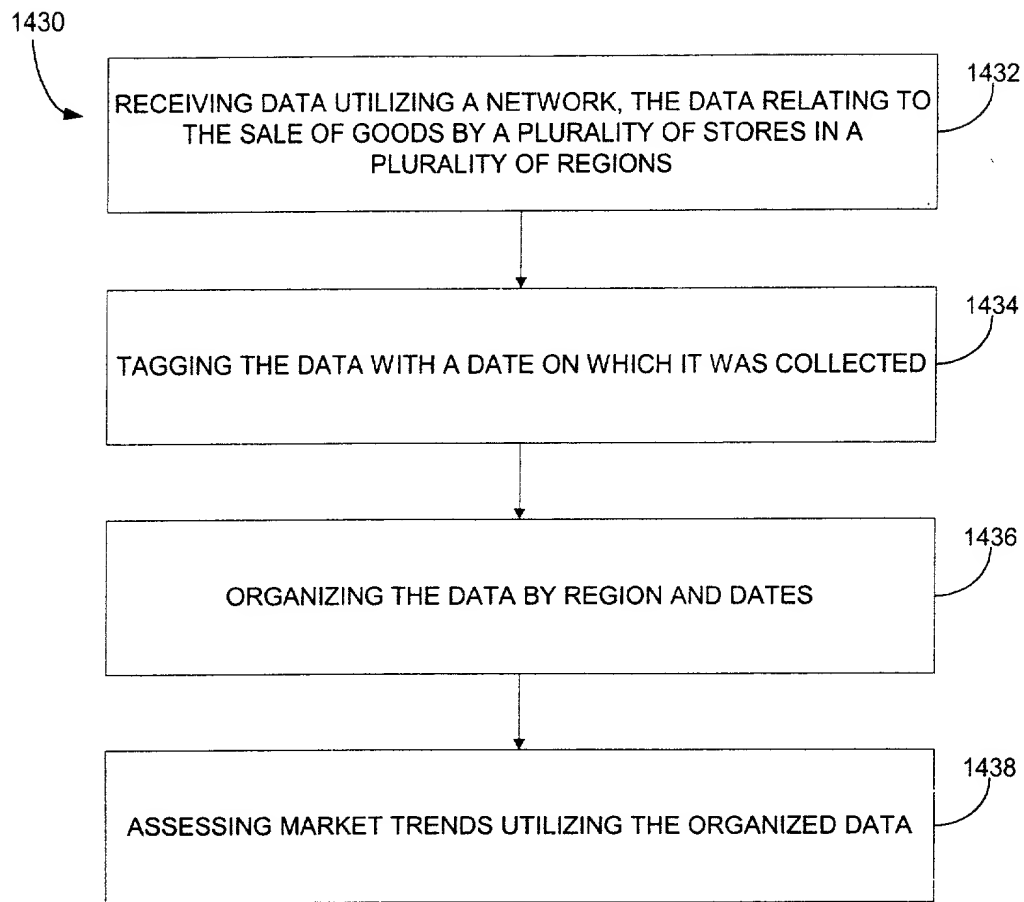 1430
1432
RECEIVING DATA UTILIZING A NETWORK, THE DATA RELATING TO
THE SALE OF GOODS BY A PLURALITY OF STORES IN A
PLURALITY OF REGIONS
1434
TAGGING THE DATA WITH A DATE ON WHICH IT WAS COLLECTED
1436
ORGANIZING THE DATA BY REGION AND DATES
1438
ASSESSING MARKET TRENDS UTILIZING THE ORGANIZED DATA